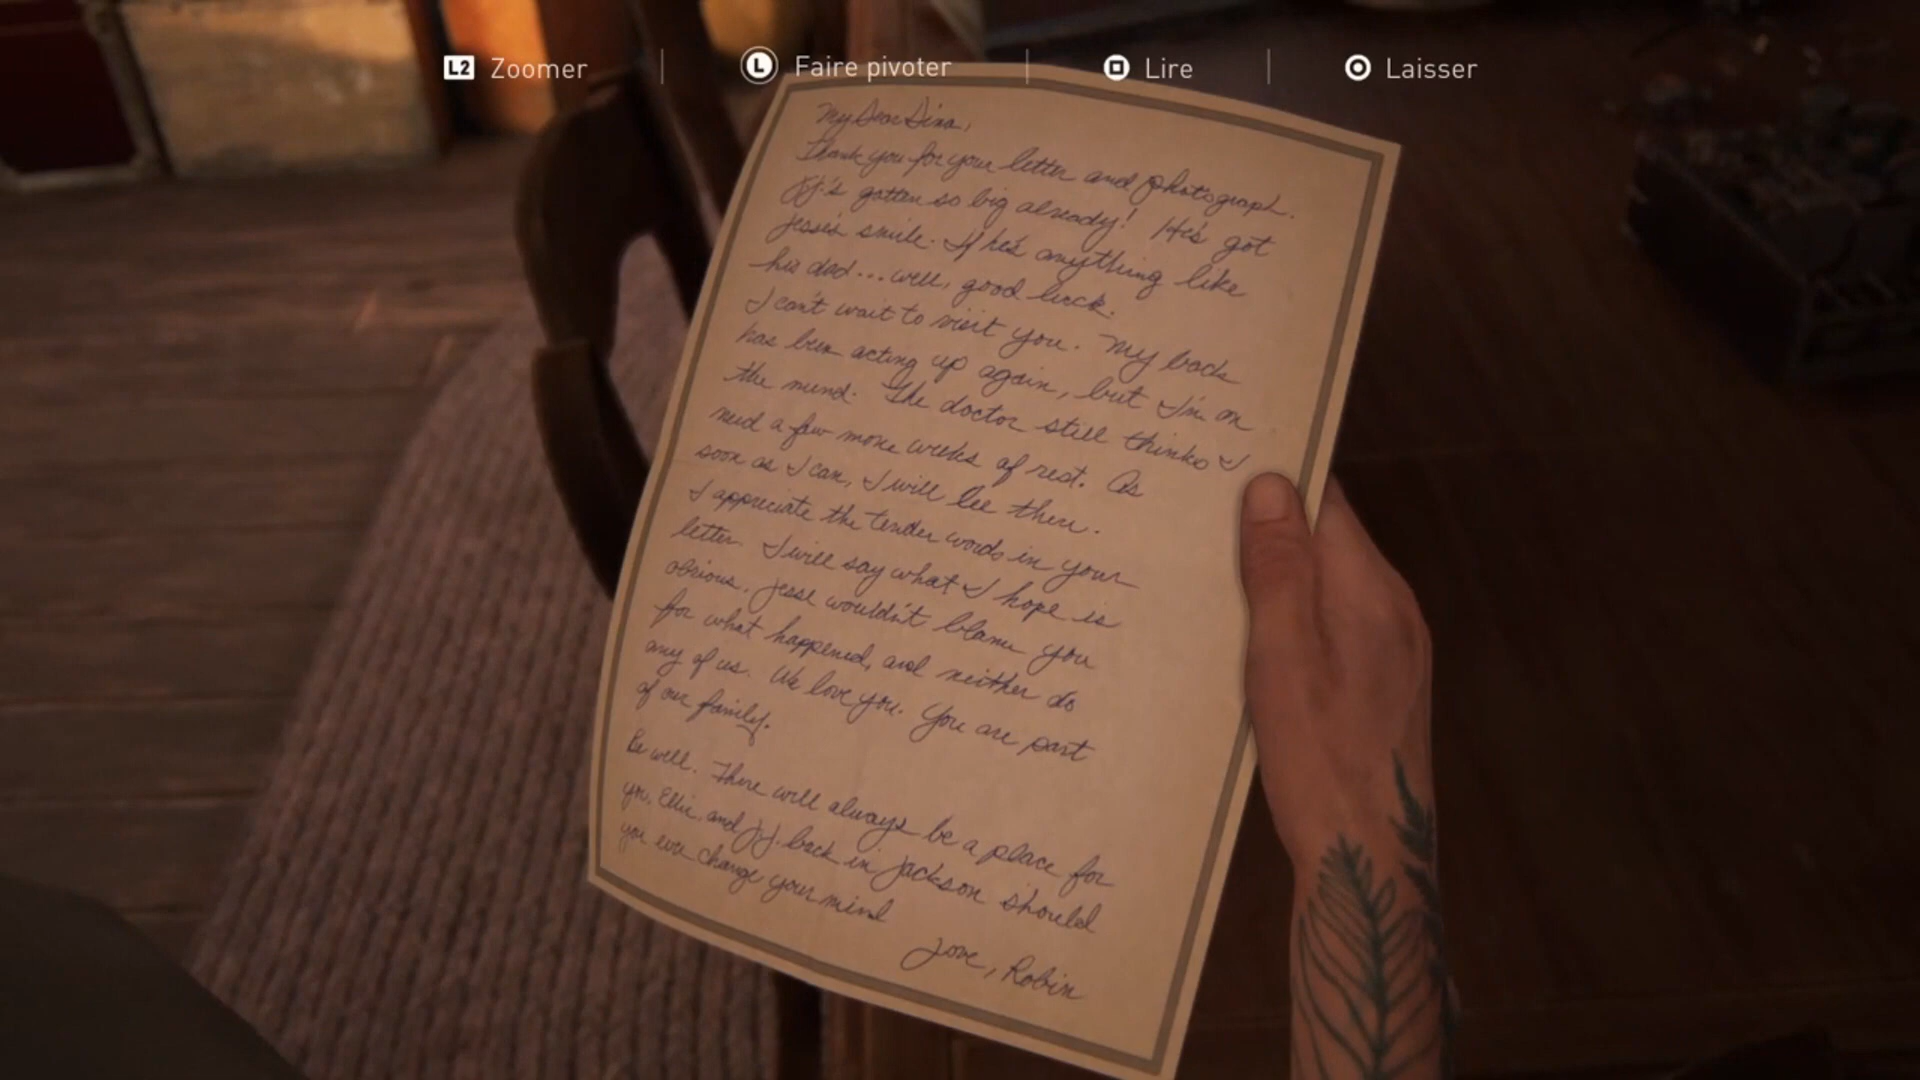 L2 Zoomer
L Faire pivoter
Lire
Laisser
My Dear Dina,
Thank you for your letter and photograph.
JJ's gotten so big already! He's got
Jesse's smile. If he's anything like
his dad... well, good luck.
I can't wait to visit you. My back
has been acting up again, but I'm on
the mend. The doctor still thinks I
need a few more weeks of rest. As
soon as I can, I will be there.
I appreciate the tender words in your
letter. I will say what I hope is
obvious. Jesse wouldn't blame you
for what happened, and neither do
any of us. We love you. You are part
of our family.
Be well. There will always be a place for
you, Ellie, and JJ. back in Jackson should
you ever change your mind
Love, Robin